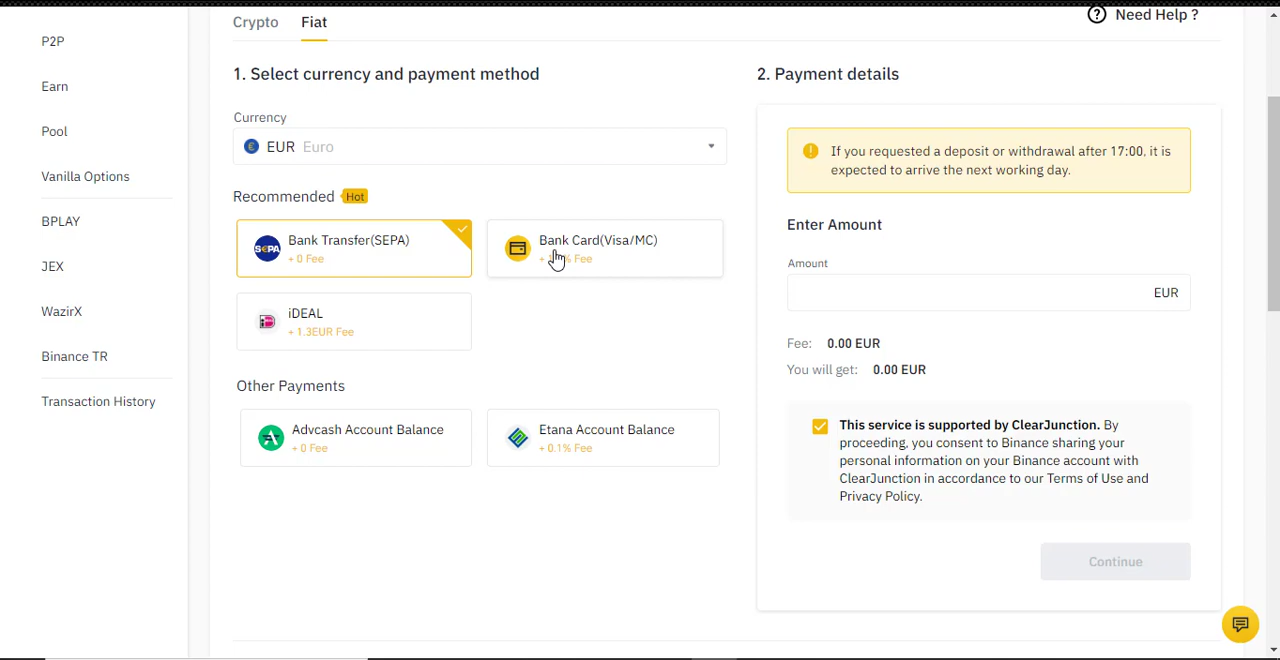 Crypto Fiat
Need Help ?
P2P
Earn
Pool
Vanilla Options
BPLAY
JEX
WazirX
Binance TR
Transaction History
1. Select currency and payment method
Currency
EUR Euro
Recommended Hot
SEPA
Bank Transfer(SEPA)
+ 0 Fee
Bank Card(Visa/MC)
+ % Fee
iDEAL
+ 1.3EUR Fee
Other Payments
Advcash Account Balance
+ 0 Fee
Etana Account Balance
+ 0.1% Fee
2. Payment details
If you requested a deposit or withdrawal after 17:00, it is
expected to arrive the next working day.
Enter Amount
Amount
EUR
Fee: 0.00 EUR
You will get: 0.00 EUR
This service is supported by ClearJunction. By
proceeding, you consent to Binance sharing your
personal information on your Binance account with
ClearJunction in accordance to our Terms of Use and
Privacy Policy.
Continue